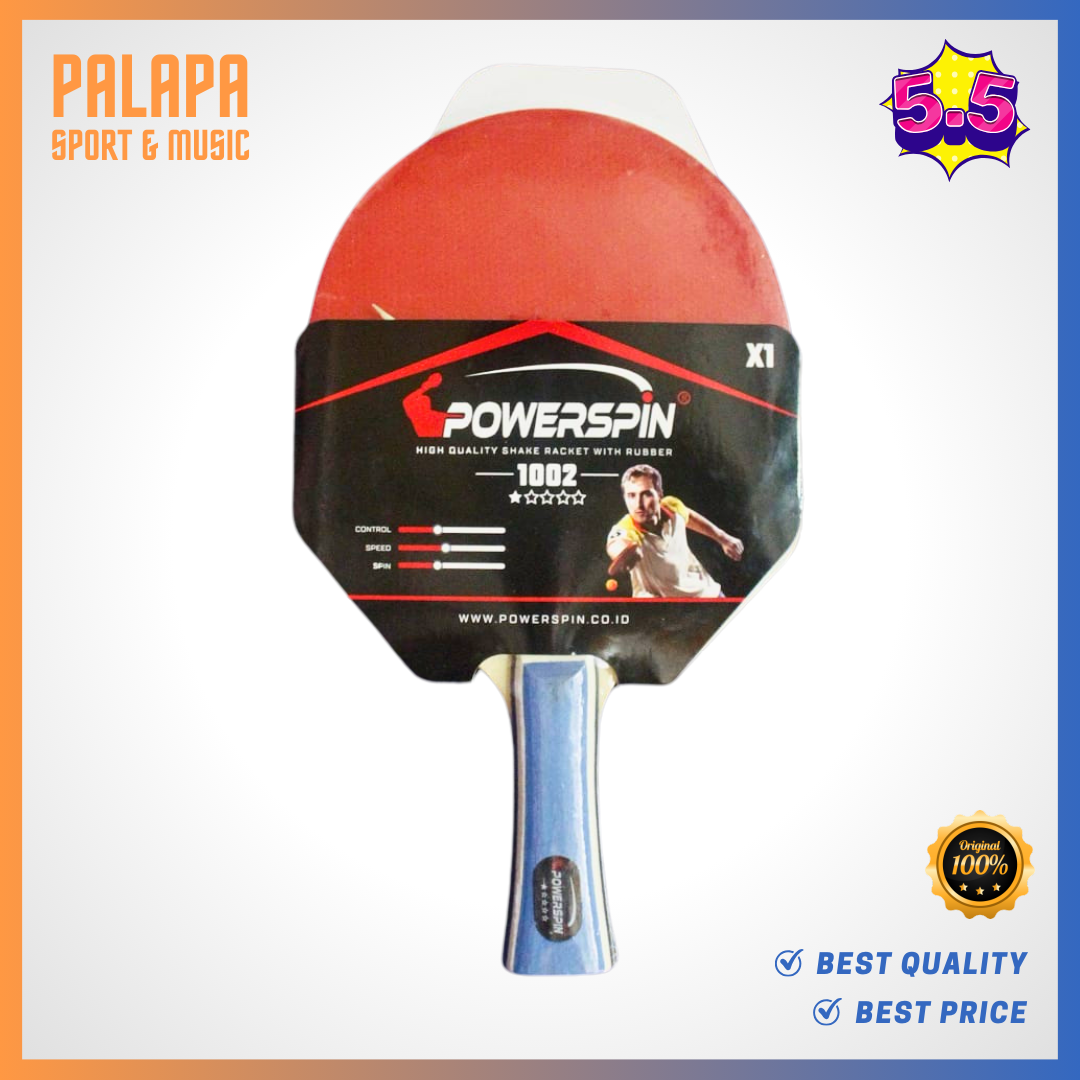 PALAPA
SPORT & MUSIC
5.5
X1
POWERSPIN
HIGH QUALITY SHAKE RACKET WITH RUBBER
1002
CONTROL
SPEED
SPIN
WWW.POWERSPIN.CO.ID
POWERSPIN
Original
100%
BEST QUALITY
BEST PRICE